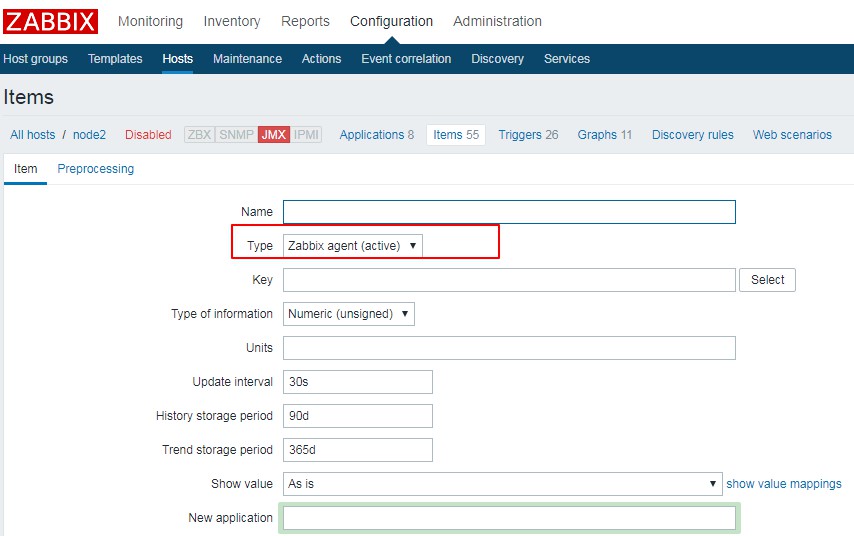 ZABBIX Monitoring Inventory Reports Configuration Administration
Host groups Templates Hosts Maintenance Actions Event correlation Discovery Services
Items
All hosts / node2 Disabled ZBX SNMP JMX IPMI Applications 8 Items 55 Triggers 26 Graphs 11 Discovery rules Web scenarios
Item Preprocessing
Name
Type Zabbix agent (active)
Key Select
Type of information Numeric (unsigned)
Units
Update interval 30s
History storage period 90d
Trend storage period 365d
Show value As is show value mappings
New application